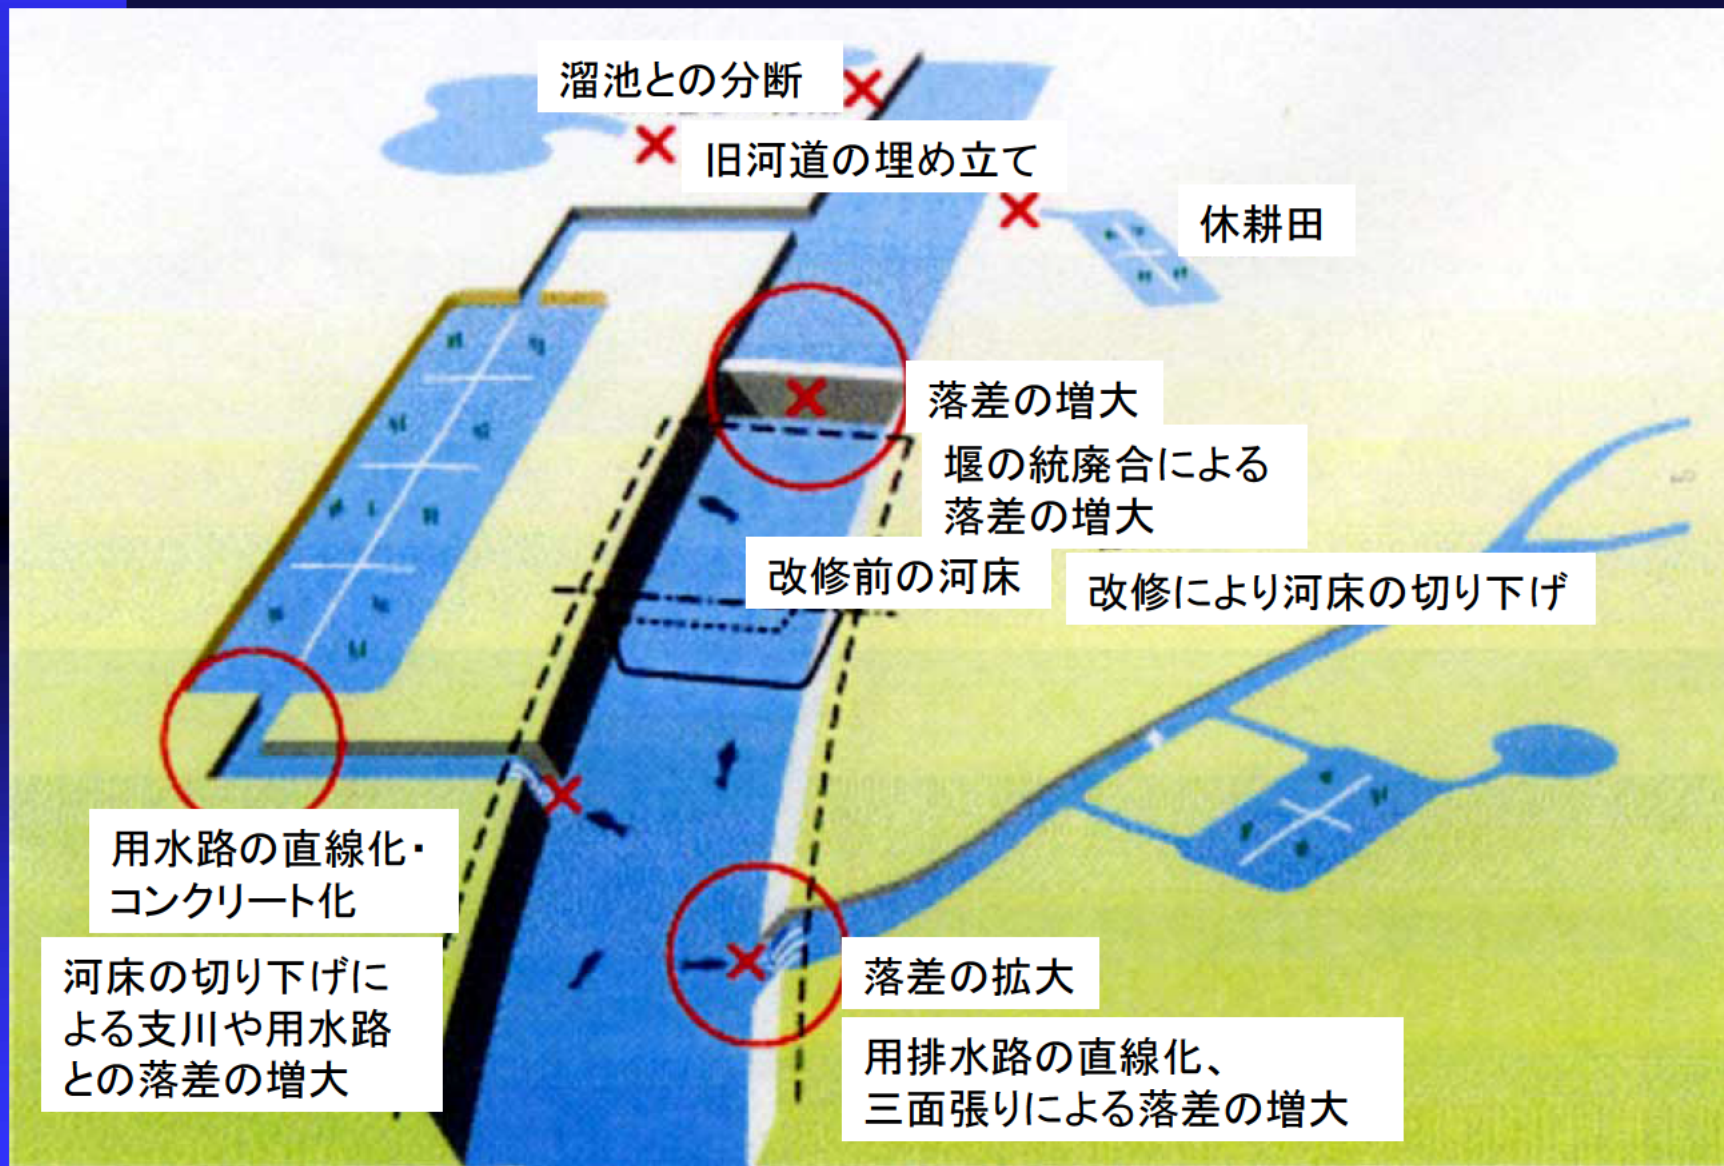 溜池との分断
旧河道の埋め立て
休耕田
落差の増大
堰の統廃合による
落差の増大
改修前の河床
改修により河床の切り下げ
用水路の直線化・
コンクリート化
河床の切り下げに
よる支川や用水路
との落差の増大
落差の拡大
用排水路の直線化、
三面張りによる落差の増大